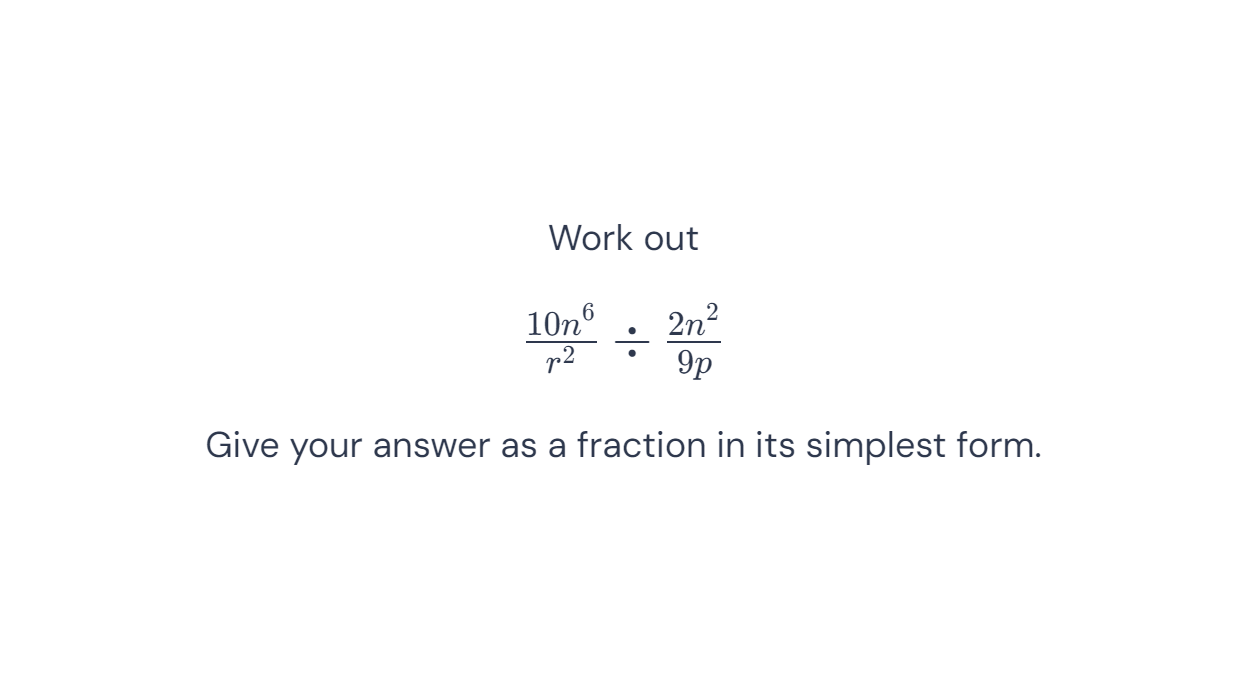 Work out
\frac{10n^6}{r^2} \div \frac{2n^2}{9p}
Give your answer as a fraction in its simplest form.